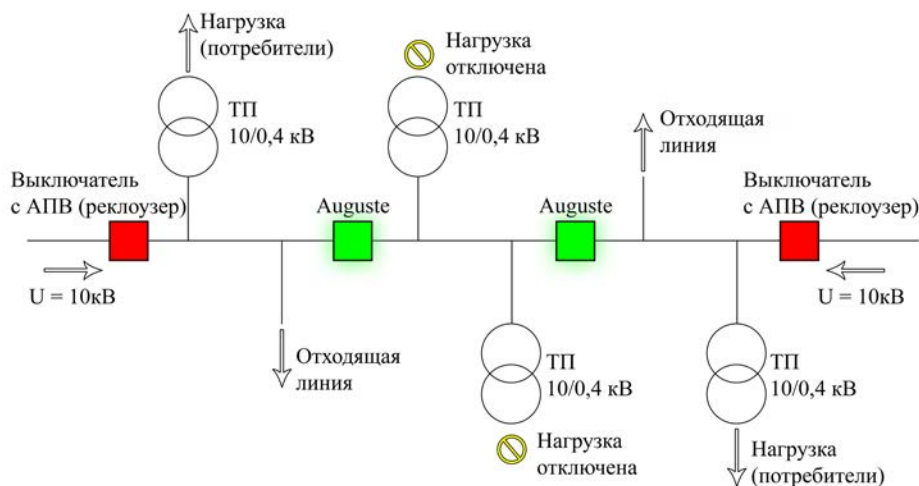 Нагрузка
(потребители)
Нагрузка
отключена
ТП
10/0,4 кВ
ТП
10/0,4 кВ
Отходящая
линия
Выключатель
с АПВ (реклоузер)
Auguste
Auguste
Выключатель
с АПВ (реклоузер)
U = 10кВ
U = 10кВ
Отходящая
линия
ТП
10/0,4 кВ
ТП
10/0,4 кВ
Нагрузка
отключена
Нагрузка
(потребители)